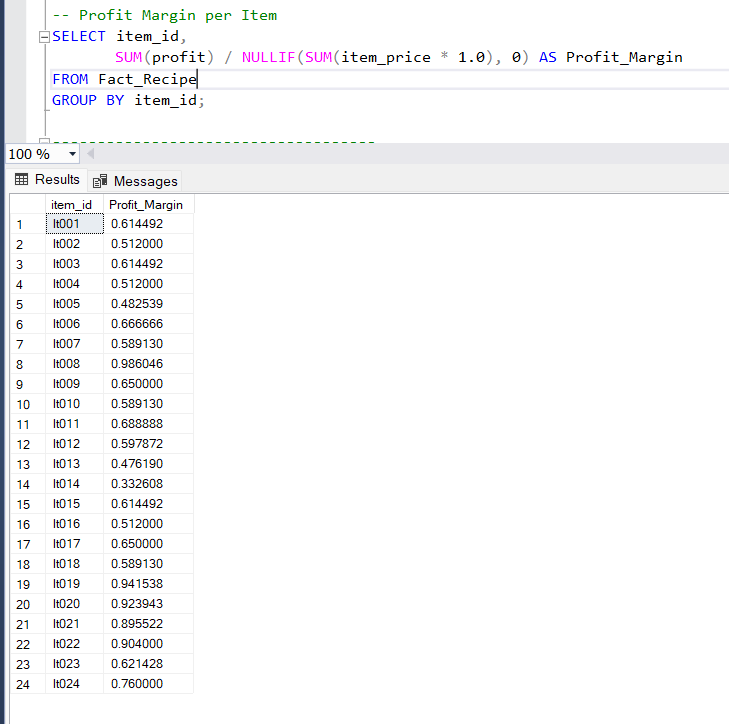 -- Profit Margin per Item
SELECT item_id,
SUM(profit) / NULLIF(SUM(item_price * 1.0), 0) AS Profit_Margin
FROM Fact_Recipe
GROUP BY item_id;
------------------------------------
100 %
Results Messages
item_id Profit_Margin
1 It001 0.614492
2 It002 0.512000
3 It003 0.614492
4 It004 0.512000
5 It005 0.482539
6 It006 0.666666
7 It007 0.589130
8 It008 0.986046
9 It009 0.650000
10 It010 0.589130
11 It011 0.688888
12 It012 0.597872
13 It013 0.476190
14 It014 0.332608
15 It015 0.614492
16 It016 0.512000
17 It017 0.650000
18 It018 0.589130
19 It019 0.941538
20 It020 0.923943
21 It021 0.895522
22 It022 0.904000
23 It023 0.621428
24 It024 0.760000